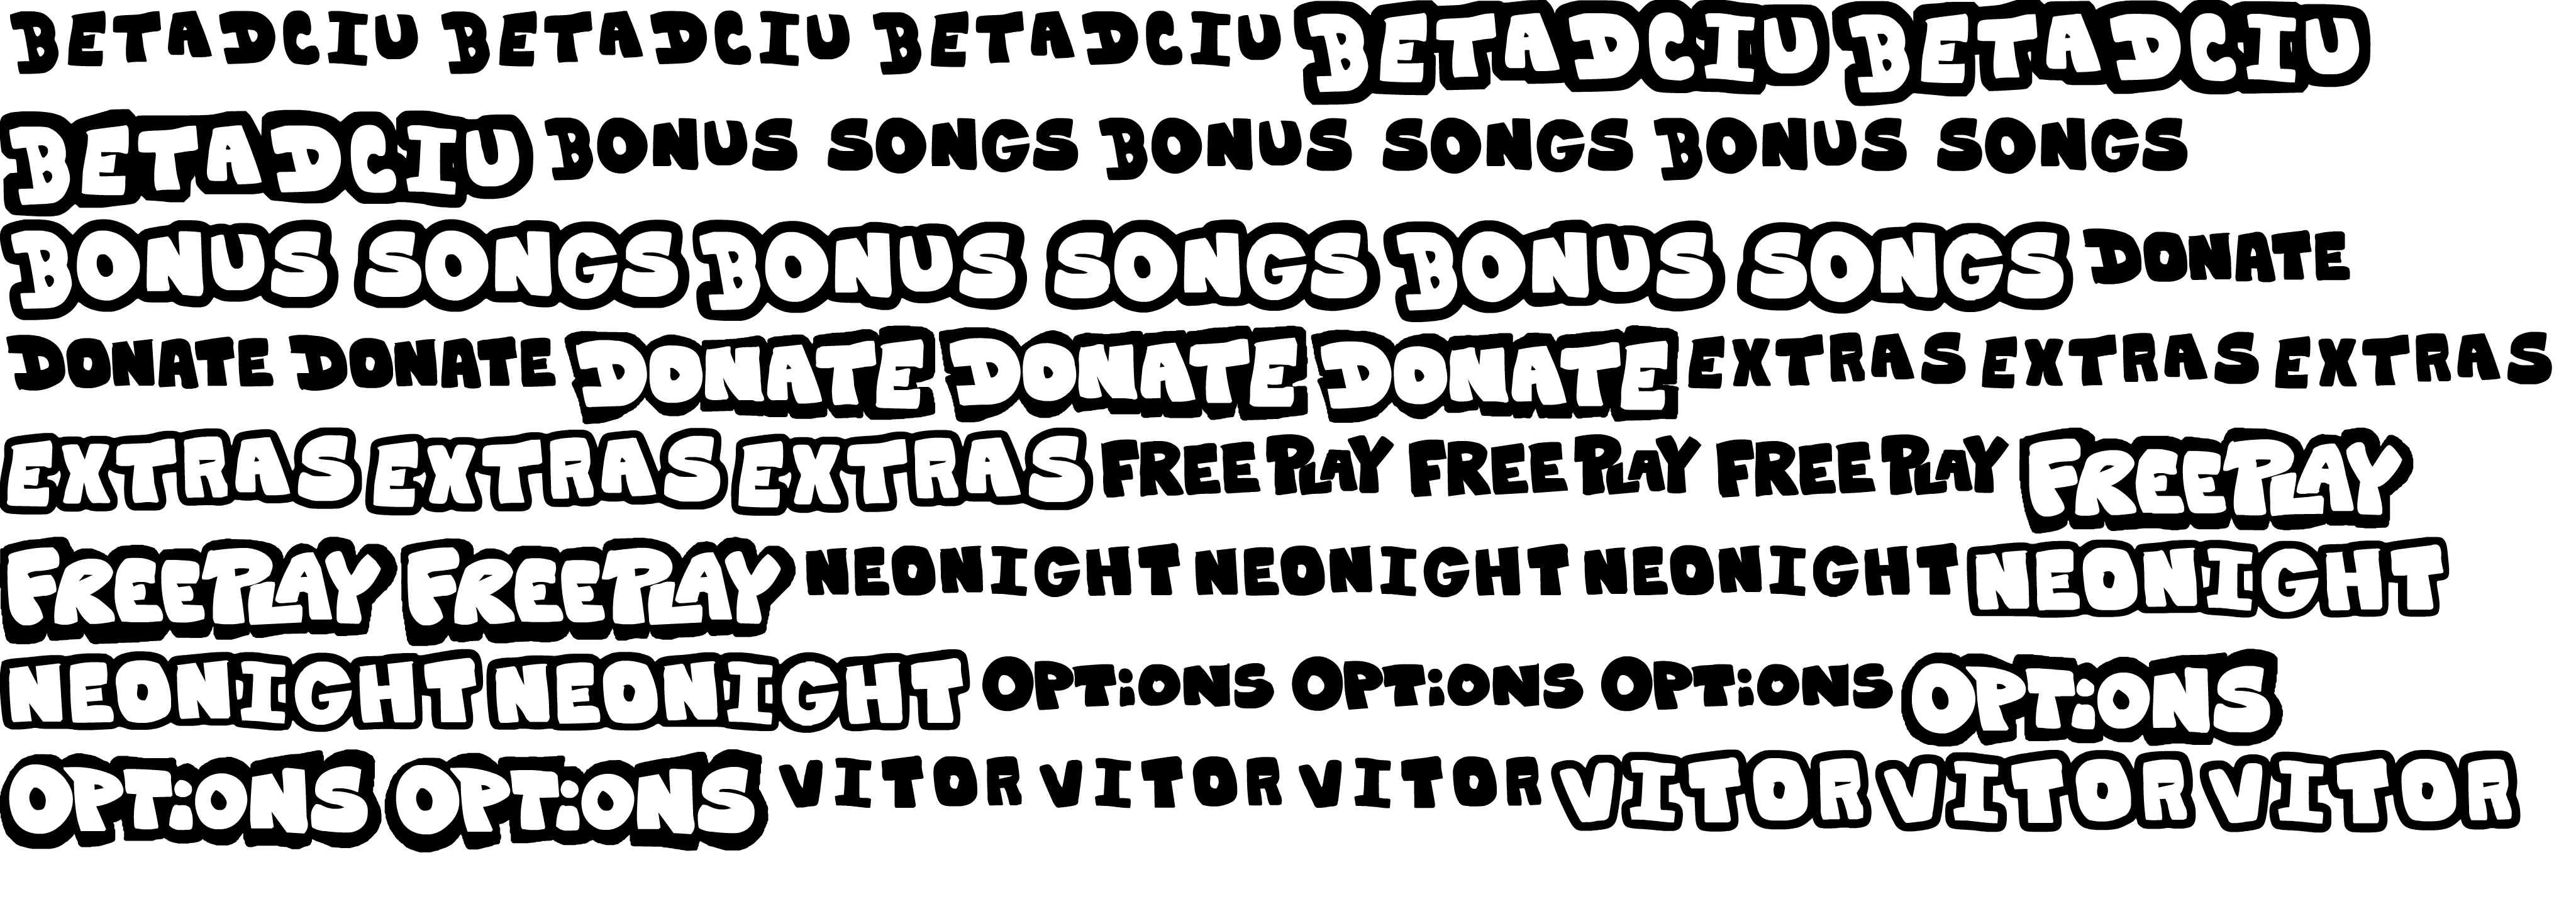 BETADCIU BETADCIU BETADCIU BETADCIU BETADCIU
BETADCIU BONUS SONGS BONUS SONGS BONUS SONGS
BONUS SONGS BONUS SONGS BONUS SONGS DONATE
DONATE DONATE DONATE DONATE DONATE EXTRAS EXTRAS EXTRAS
EXTRAS EXTRAS EXTRAS FREEPLAY FREEPLAY FREEPLAY FREEPLAY
FREEPLAY FREEPLAY NEONIGHT NEONIGHT NEONIGHT NEONIGHT
NEONIGHT NEONIGHT OPTiONS OPTiONS OPTiONS OPTiONS
OPTiONS OPTiONS VITOR VITOR VITOR VITOR VITOR VITOR